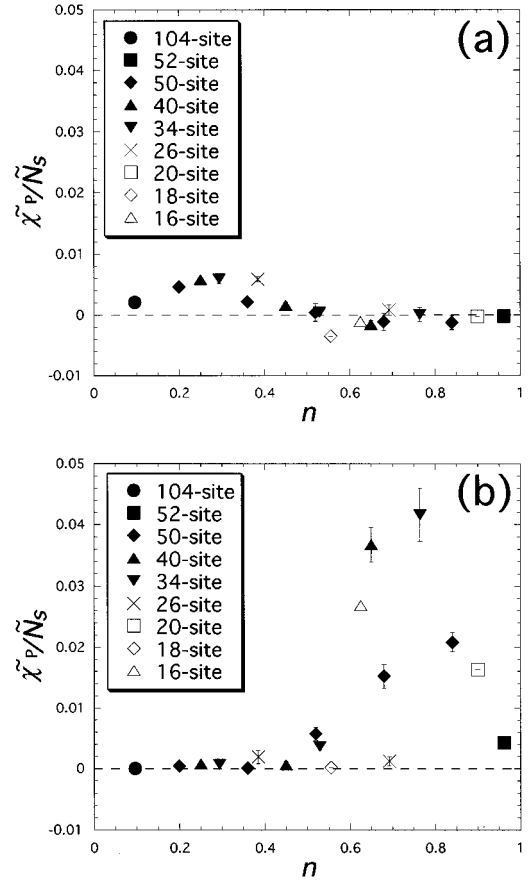 (a)
0.05
0.04
0.03
0.02
0.01
0
-0.01
χ̃ P/ÑS
104-site
52-site
50-site
40-site
34-site
26-site
20-site
18-site
16-site
0 0.2 0.4 0.6 0.8 1
n
(b)
0.05
0.04
0.03
0.02
0.01
0
-0.01
χ̃ P/ÑS
104-site
52-site
50-site
40-site
34-site
26-site
20-site
18-site
16-site
0 0.2 0.4 0.6 0.8 1
n